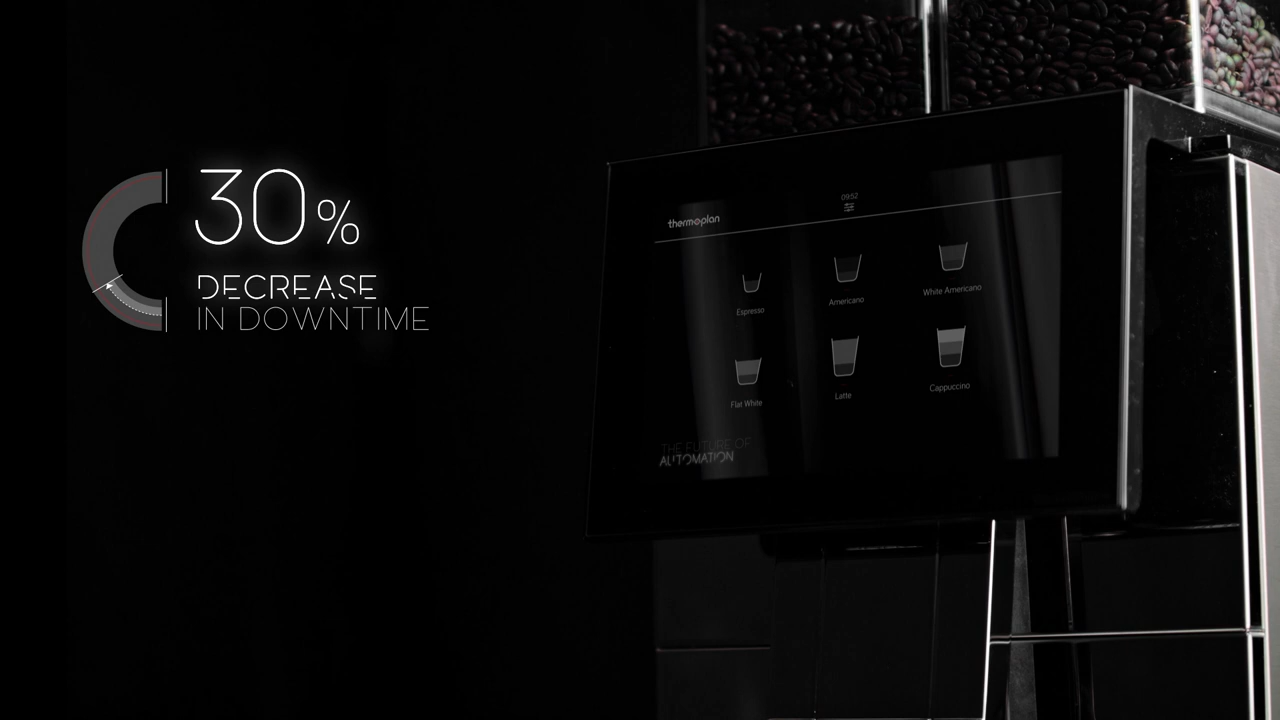 30%
DECREASE
IN DOWNTIME
thermoplan
09:52
Espresso
Americano
White Americano
Flat White
Latte
Cappuccino
THE FUTURE OF
AUTOMATION